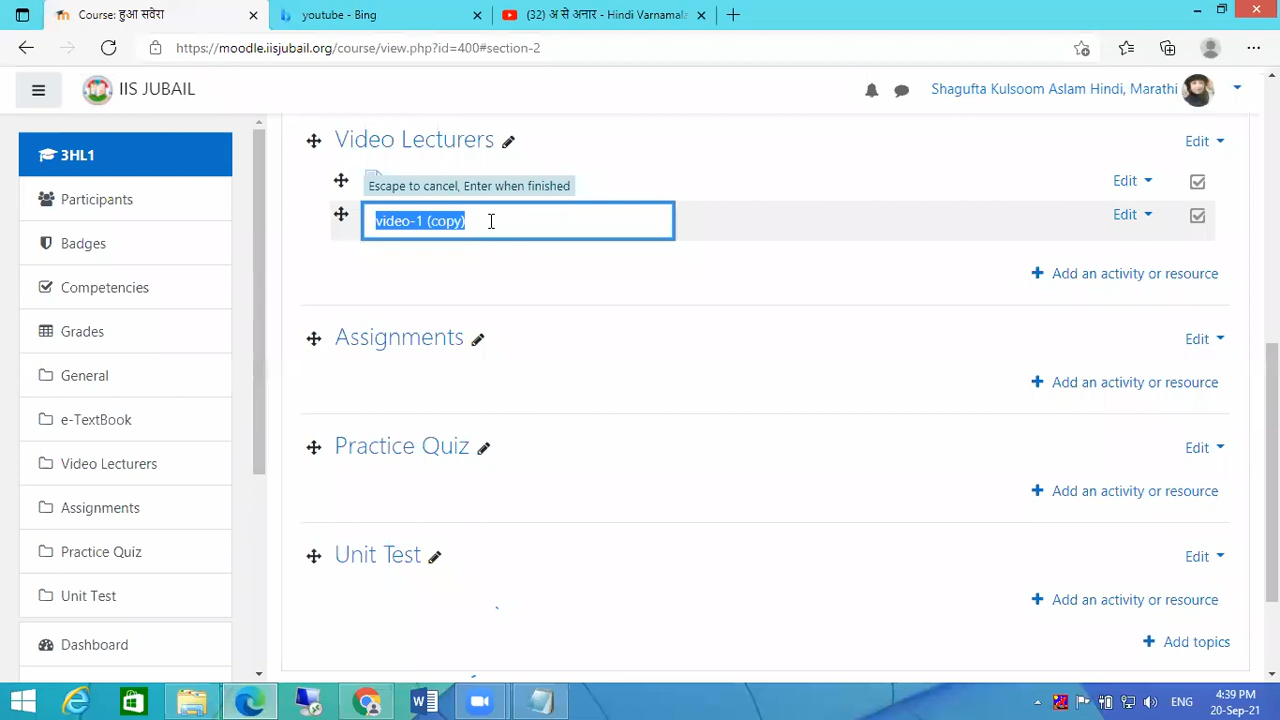 Course: हुआ सवेरा
youtube - Bing
(32) अ से अनार - Hindi Varnamala
https://moodle.iisjubail.org/course/view.php?id=400#section-2
IIS JUBAIL
Shagufta Kulsoom Aslam Hindi, Marathi
3HL1
Participants
Badges
Competencies
Grades
General
e-TextBook
Video Lecturers
Assignments
Practice Quiz
Unit Test
Dashboard
Video Lecturers
Edit
Escape to cancel, Enter when finished
Edit
video-1 (copy)
Edit
Add an activity or resource
Assignments
Edit
Add an activity or resource
Practice Quiz
Edit
Add an activity or resource
Unit Test
Edit
Add an activity or resource
Add topics
ENG
4:39 PM
20-Sep-21